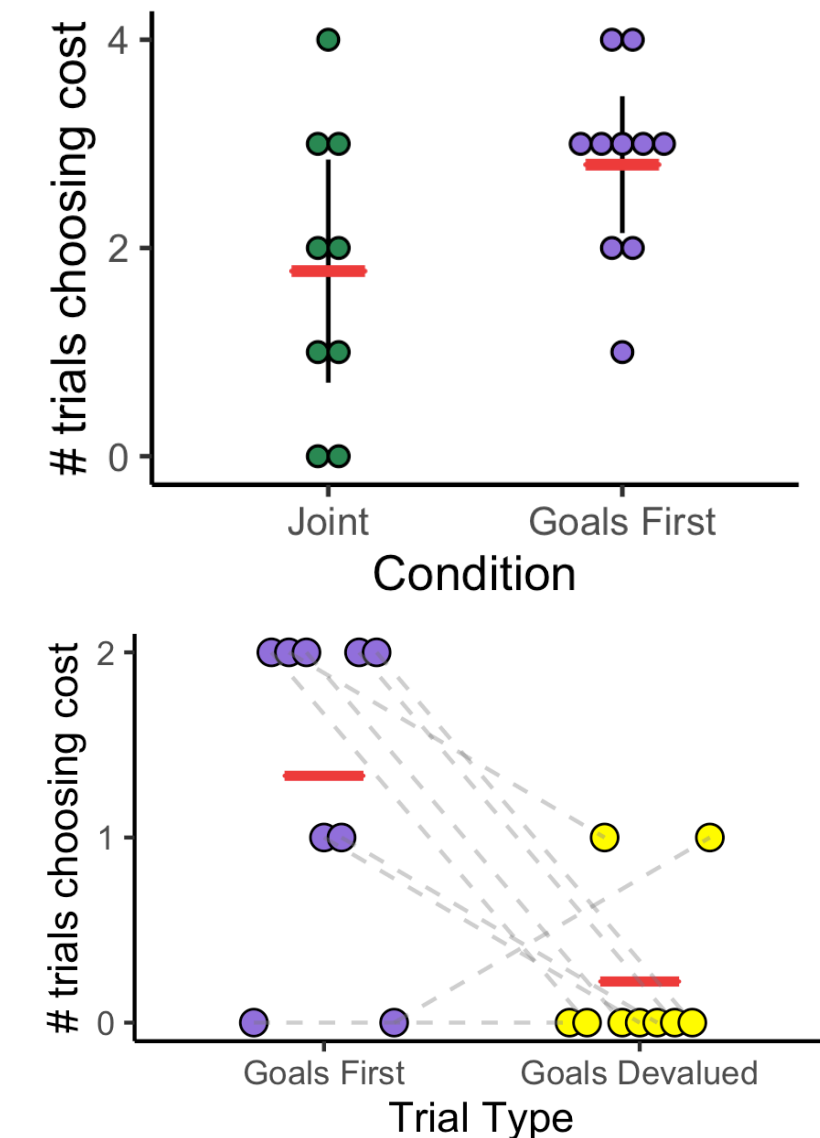 # trials choosing cost
4
2
0
Joint
Goals First
Condition
# trials choosing cost
2
1
0
Goals First
Goals Devalued
Trial Type